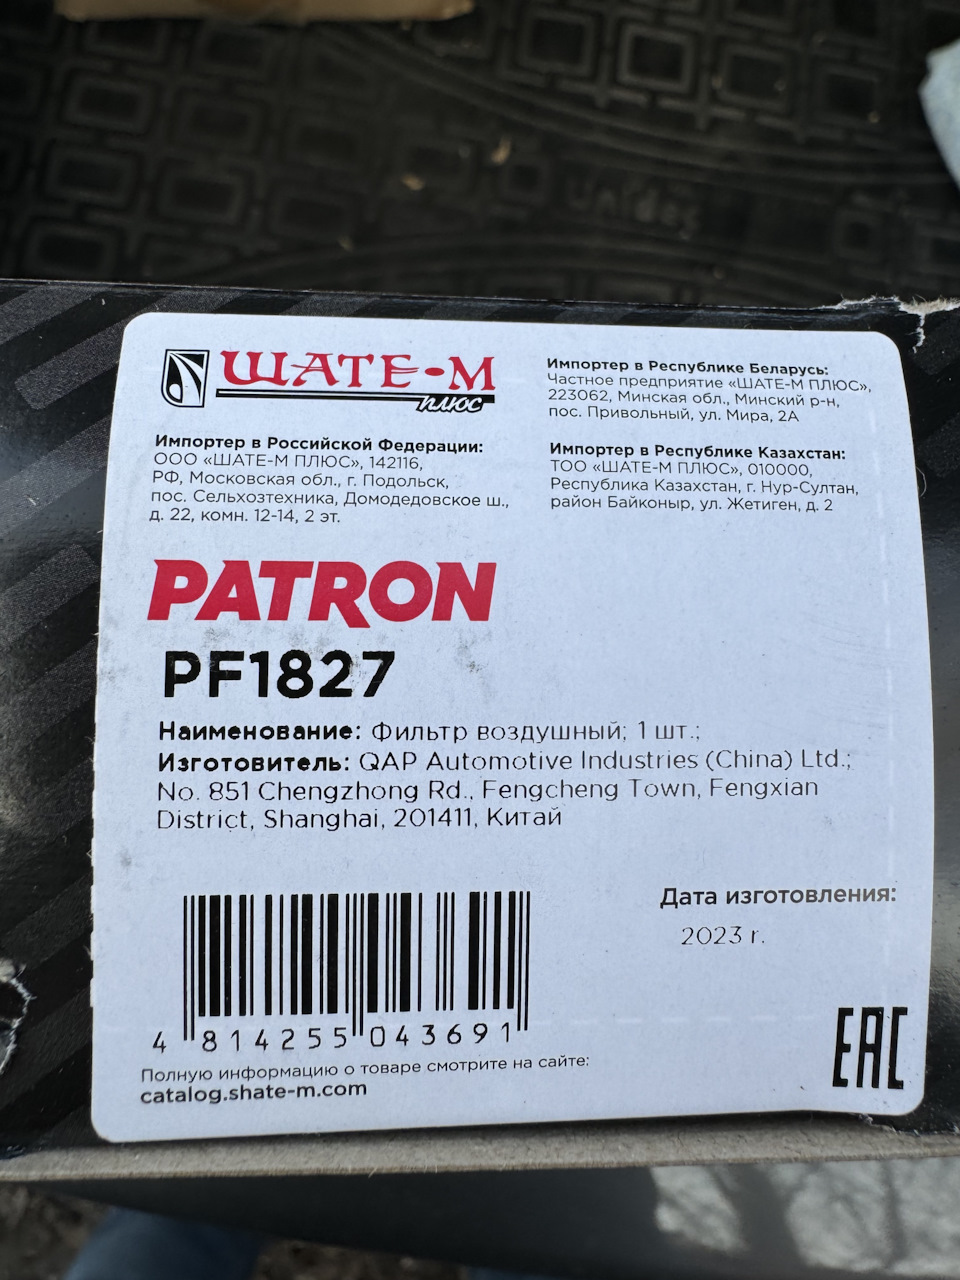 unidec
ШАТЕ-М
плюс
Импортер в Российской Федерации:
ООО «ШАТЕ-М ПЛЮС», 142116,
РФ, Московская обл., г. Подольск,
пос. Сельхозтехника, Домодедовское ш.,
д. 22, комн. 12-14, 2 эт.
Импортер в Республике Беларусь:
Частное предприятие «ШАТЕ-М ПЛЮС»,
223062, Минская обл., Минский р-н,
пос. Привольный, ул. Мира, 2А
Импортер в Республике Казахстан:
ТОО «ШАТЕ-М ПЛЮС», 010000,
Республика Казахстан, г. Нур-Султан,
район Байконыр, ул. Жетиген, д. 2
PATRON
PF1827
Наименование: Фильтр воздушный; 1 шт.;
Изготовитель: QAP Automotive Industries (China) Ltd.;
No. 851 Chengzhong Rd., Fengcheng Town, Fengxian
District, Shanghai, 201411, Китай
Дата изготовления:
2023 г.
4 814255 043691
Полную информацию о товаре смотрите на сайте:
catalog.shate-m.com
EAC